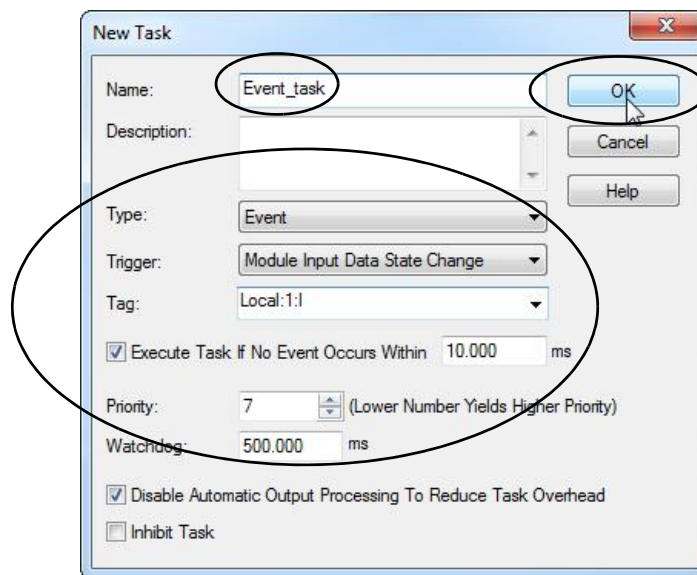 New Task
Name: Event_task OK
Description: Cancel
Help
Type: Event
Trigger: Module Input Data State Change
Tag: Local:1:I
Execute Task If No Event Occurs Within 10.000 ms
Priority: 7 (Lower Number Yields Higher Priority)
Watchdog: 500.000 ms
Disable Automatic Output Processing To Reduce Task Overhead
Inhibit Task